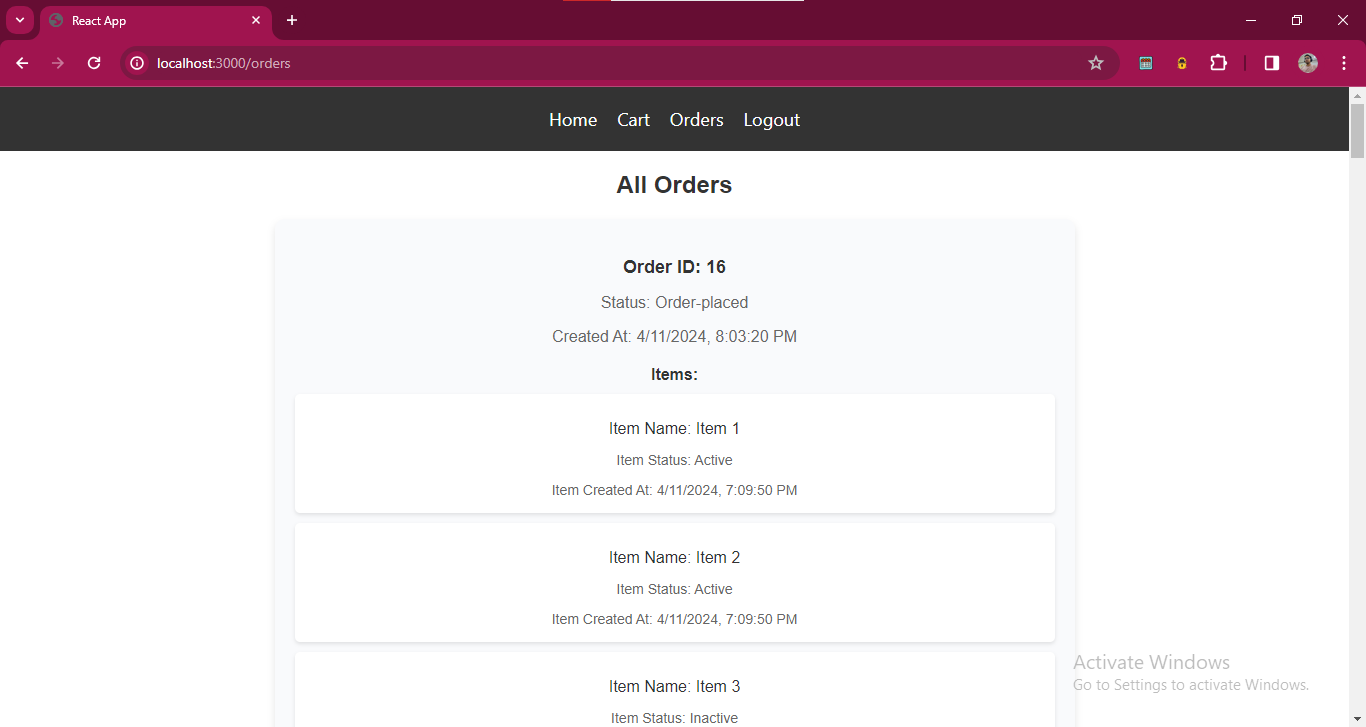 React App
localhost:3000/orders
Home Cart Orders Logout
All Orders
Order ID: 16
Status: Order-placed
Created At: 4/11/2024, 8:03:20 PM
Items:
Item Name: Item 1
Item Status: Active
Item Created At: 4/11/2024, 7:09:50 PM
Item Name: Item 2
Item Status: Active
Item Created At: 4/11/2024, 7:09:50 PM
Item Name: Item 3
Item Status: Inactive
Activate Windows
Go to Settings to activate Windows.